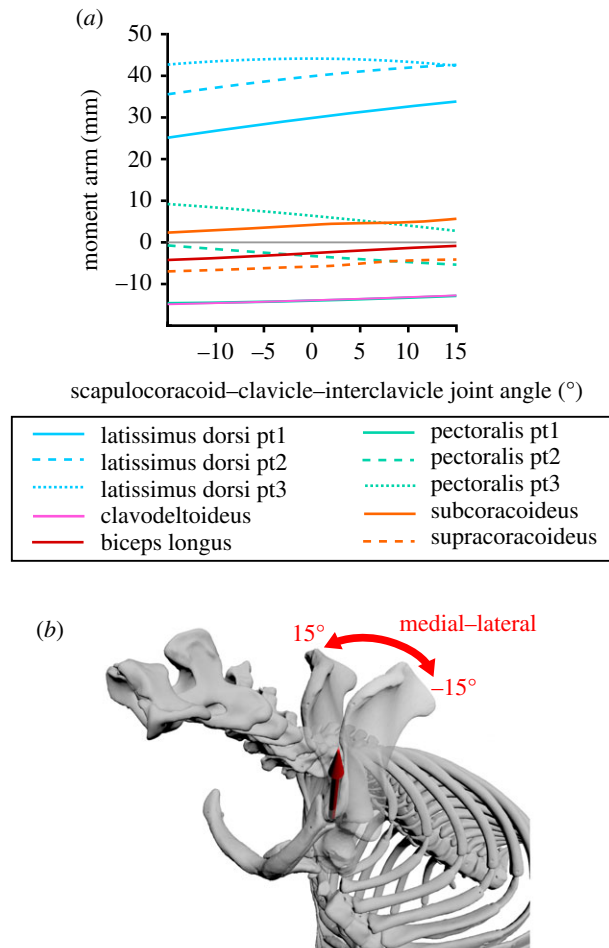 (a)
50
40
30
20
10
0
−10
moment arm (mm)
−10 −5 0 5 10 15
scapulocoracoid–clavicle–interclavicle joint angle (°)
latissimus dorsi pt1
latissimus dorsi pt2
latissimus dorsi pt3
clavodeltoideus
biceps longus
pectoralis pt1
pectoralis pt2
pectoralis pt3
subcoracoideus
supracoracoideus
(b)
medial–lateral
15°
–15°